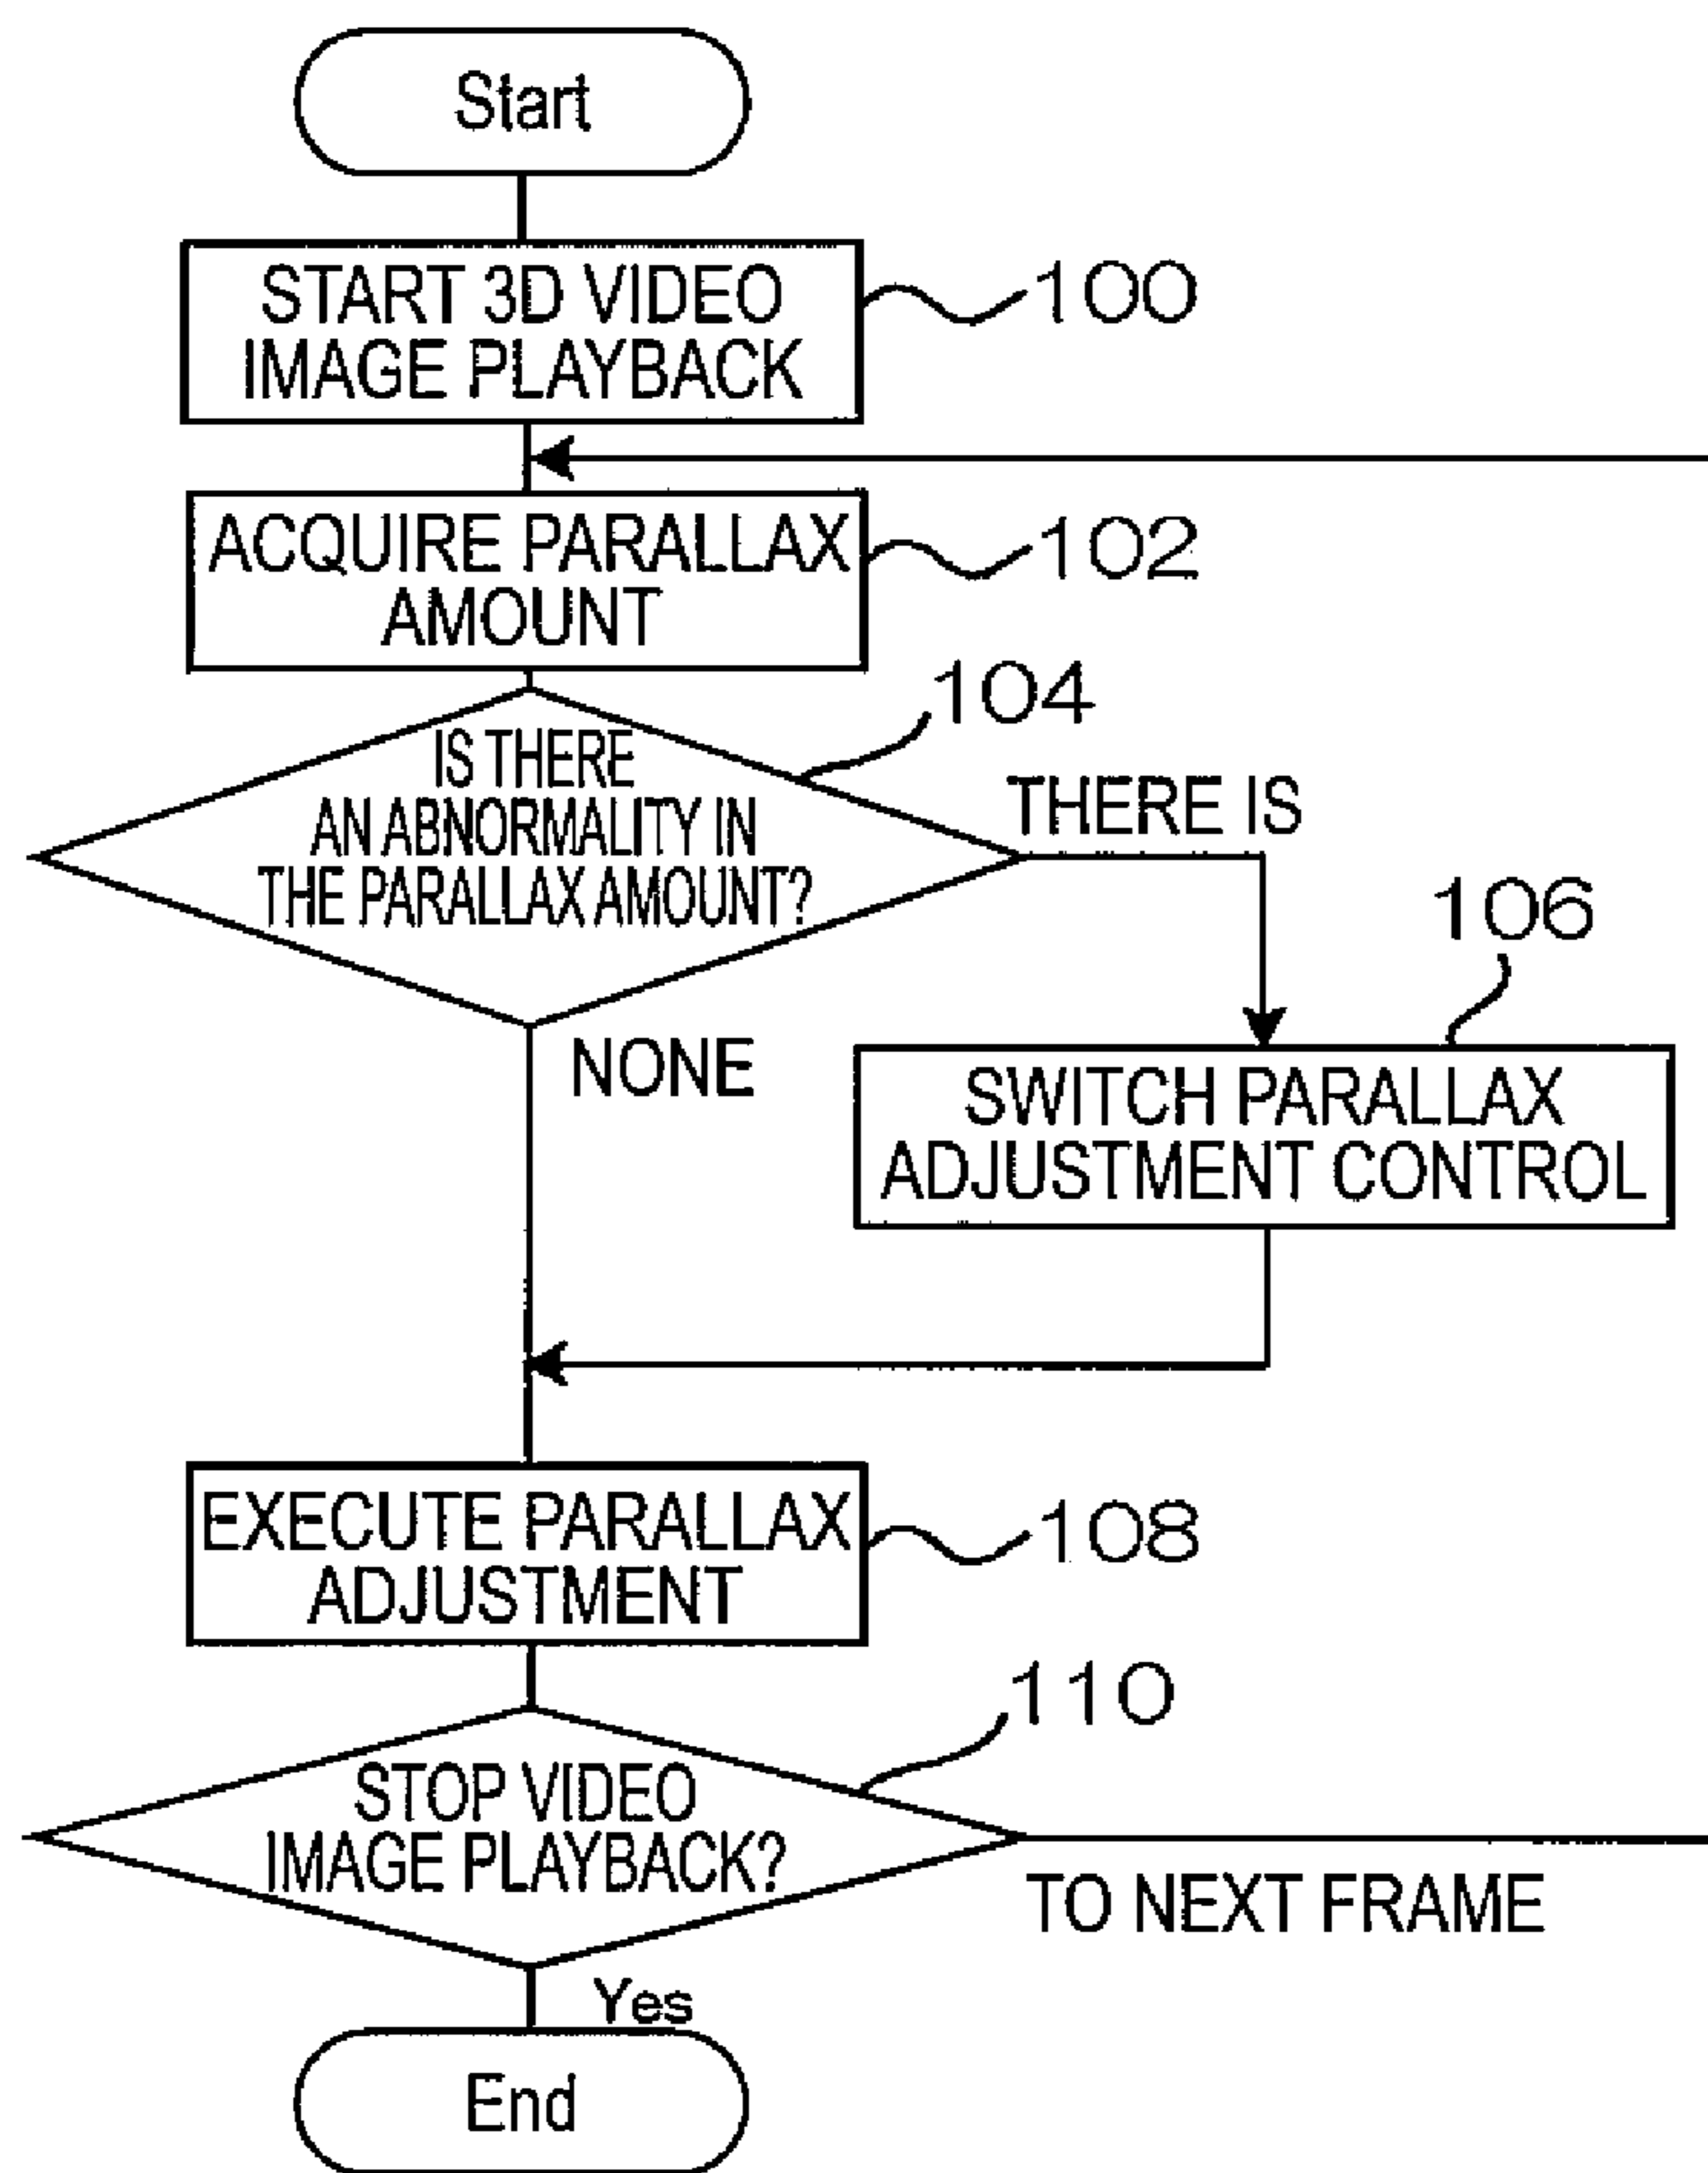 Start
START 3D VIDEO
IMAGE PLAYBACK
100
ACQUIRE PARALLAX
AMOUNT
102
104
IS THERE
AN ABNORMALITY IN
THE PARALLAX AMOUNT?
THERE IS
106
NONE
SWITCH PARALLAX
ADJUSTMENT CONTROL
EXECUTE PARALLAX
ADJUSTMENT
108
110
STOP VIDEO
IMAGE PLAYBACK?
TO NEXT FRAME
Yes
End